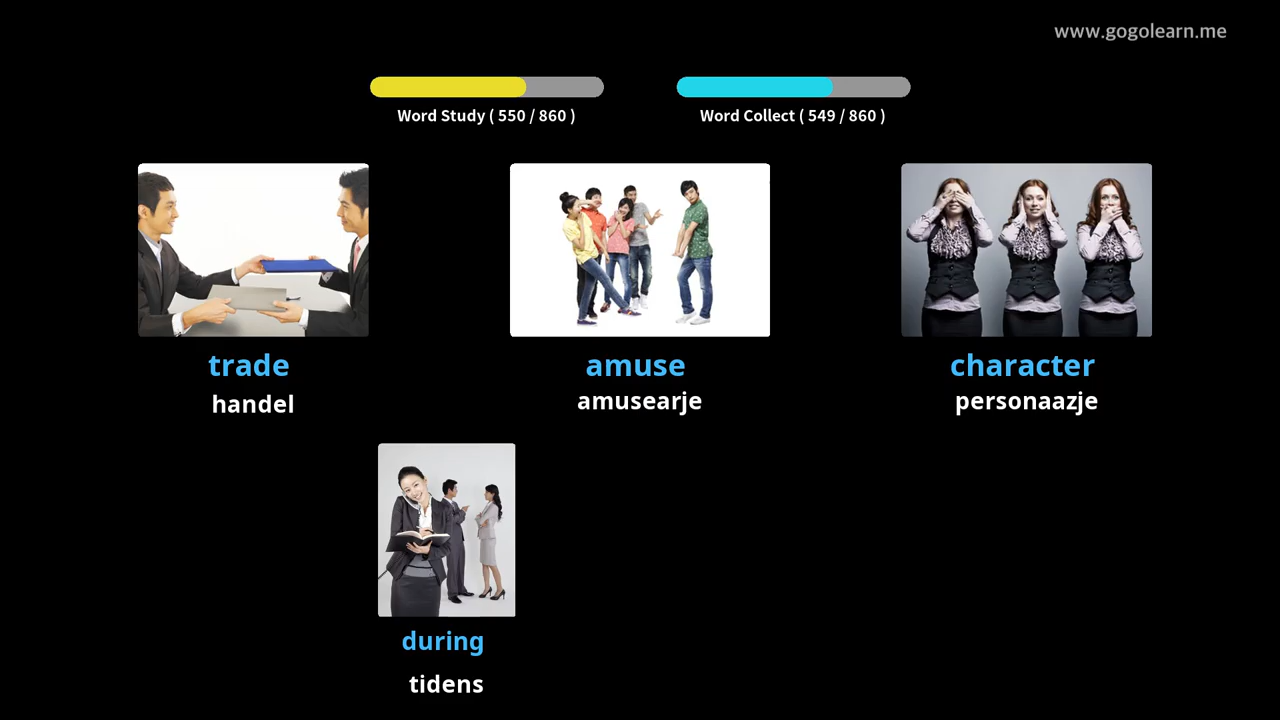 www.gogolearn.me
Word Study ( 550 / 860 )
Word Collect ( 549 / 860 )
trade
handel
amuse
amusearje
character
personaazje
during
tidens